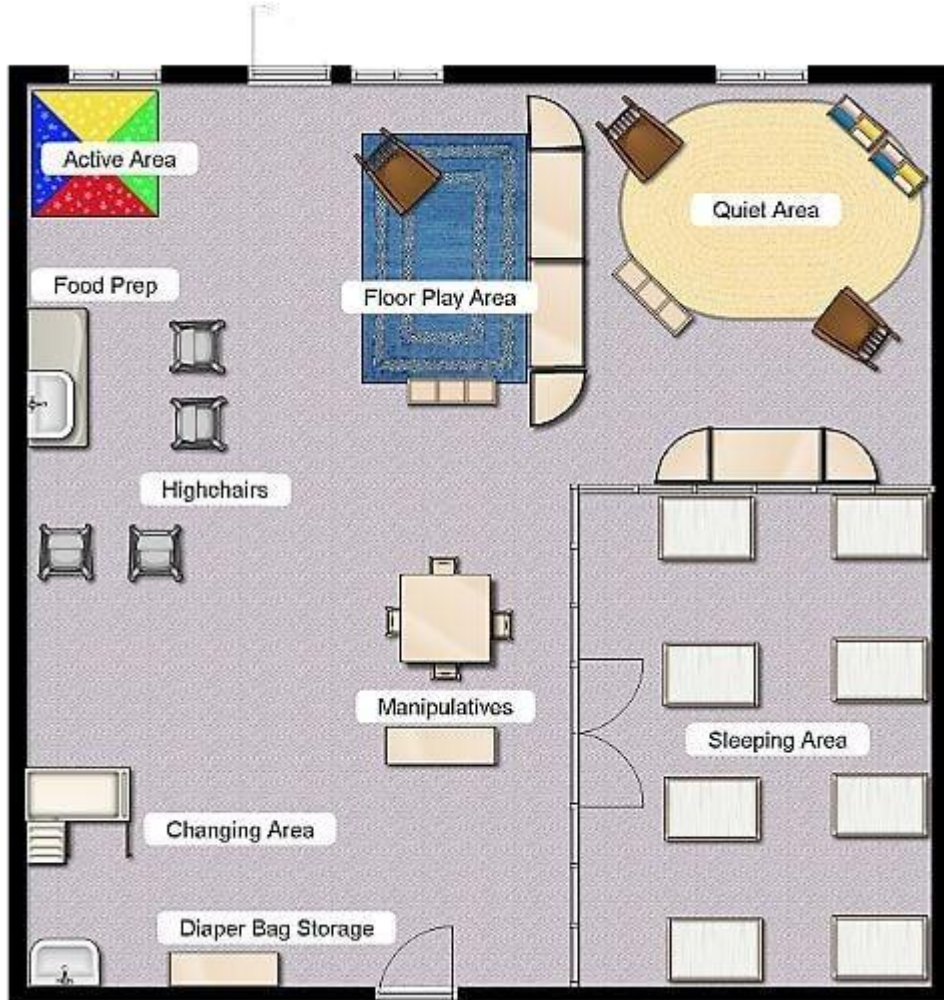 Active Area
Quiet Area
Food Prep
Floor Play Area
Highchairs
Manipulatives
Sleeping Area
Changing Area
Diaper Bag Storage